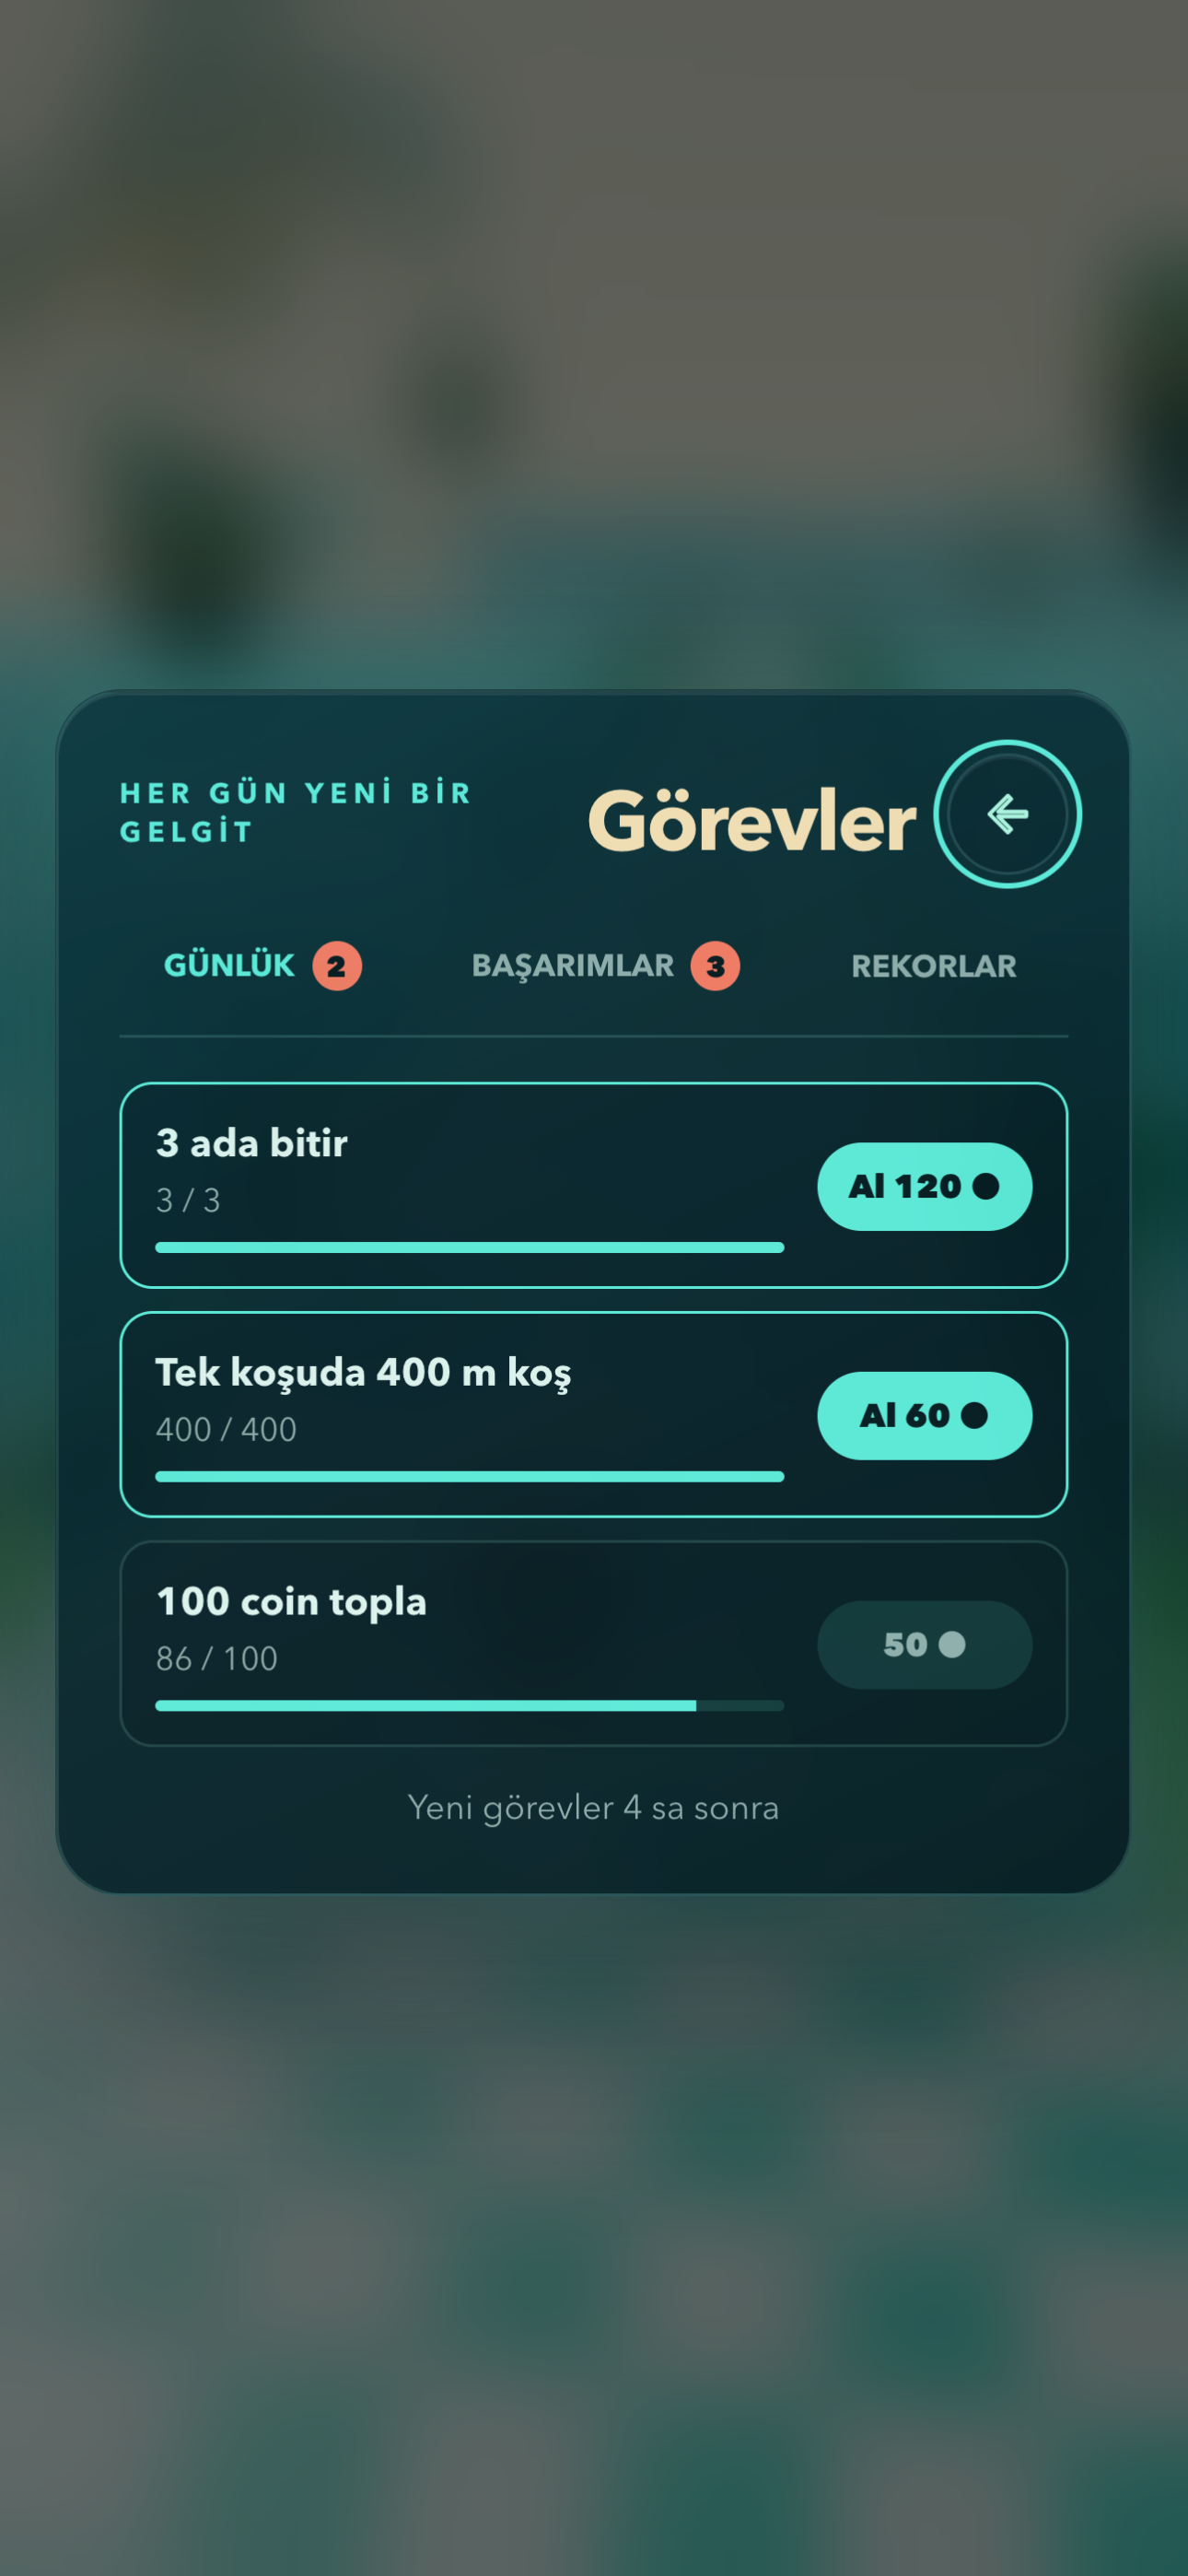 HER GÜN YENİ BİR
GELGİT
Görevler
GÜNLÜK 2
BAŞARIMLAR 3
REKORLAR
3 ada bitir
3 / 3
Al 120
Tek koşuda 400 m koş
400 / 400
Al 60
100 coin topla
86 / 100
50
Yeni görevler 4 sa sonra